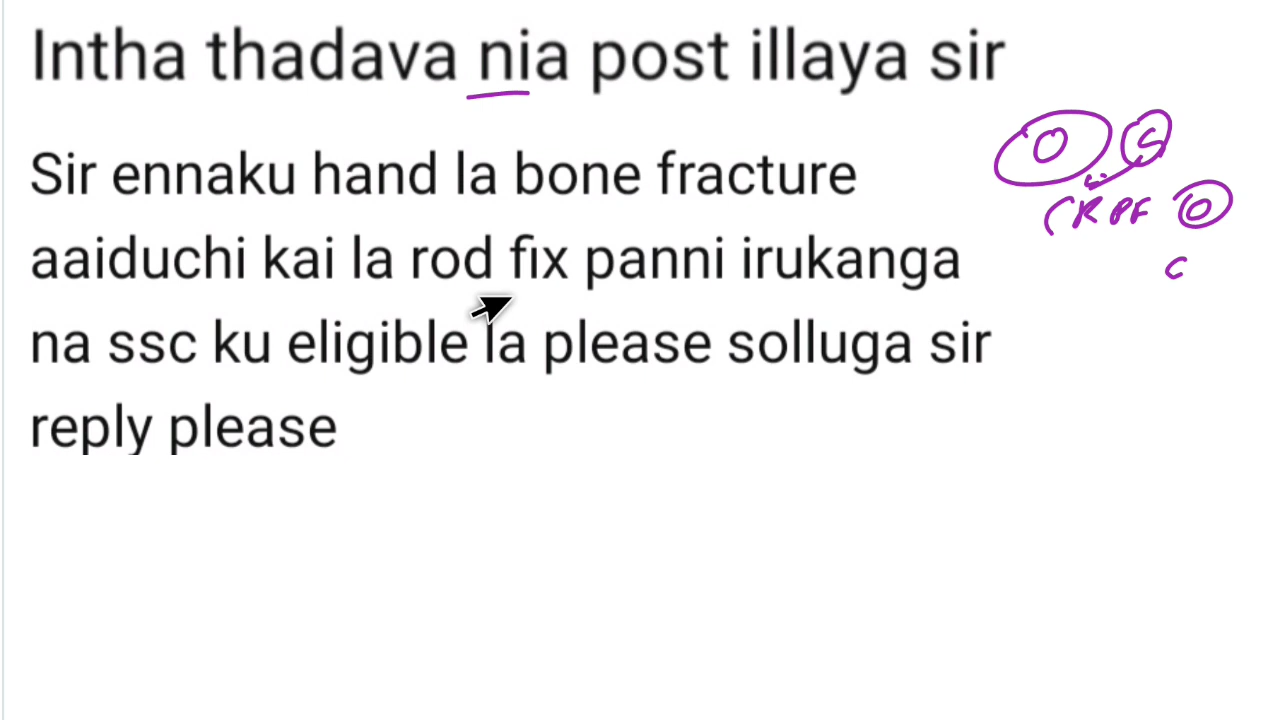 Intha thadava nia post illaya sir
Sir ennaku hand la bone fracture
aaiduchi kai la rod fix panni irukanga
na ssc ku eligible la please solluga sir
reply please
O S
CRPF O
C